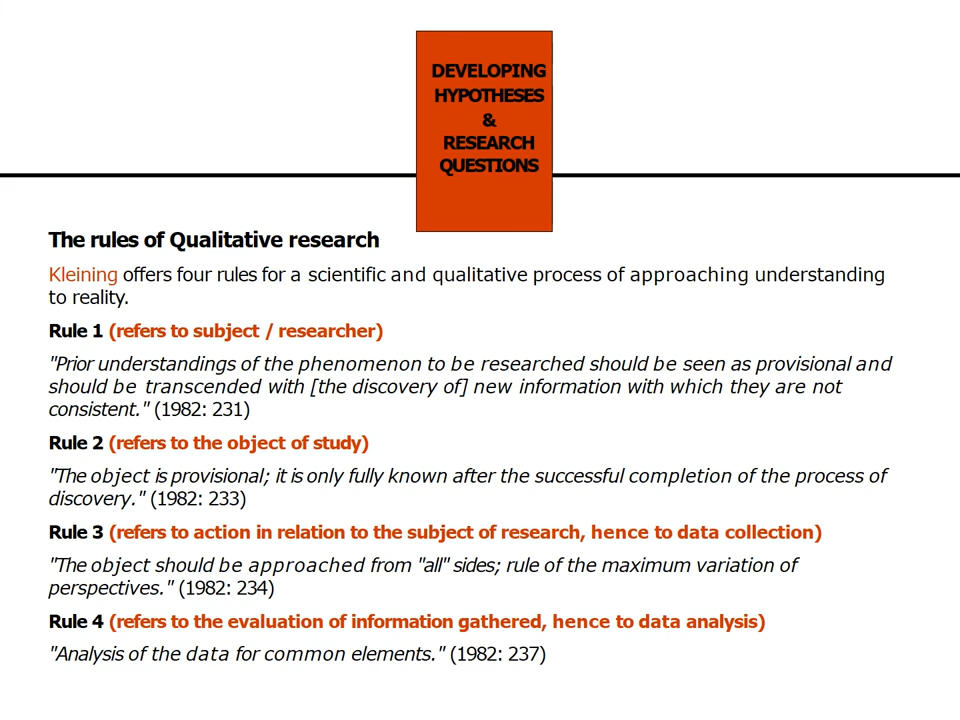 DEVELOPING
HYPOTHESES
&
RESEARCH
QUESTIONS
The rules of Qualitative research
Kleining offers four rules for a scientific and qualitative process of approaching understanding
to reality.
Rule 1 (refers to subject / researcher)
"Prior understandings of the phenomenon to be researched should be seen as provisional and
should be transcended with [the discovery of] new information with which they are not
consistent." (1982: 231)
Rule 2 (refers to the object of study)
"The object is provisional; it is only fully known after the successful completion of the process of
discovery." (1982: 233)
Rule 3 (refers to action in relation to the subject of research, hence to data collection)
"The object should be approached from "all" sides; rule of the maximum variation of
perspectives." (1982: 234)
Rule 4 (refers to the evaluation of information gathered, hence to data analysis)
"Analysis of the data for common elements." (1982: 237)